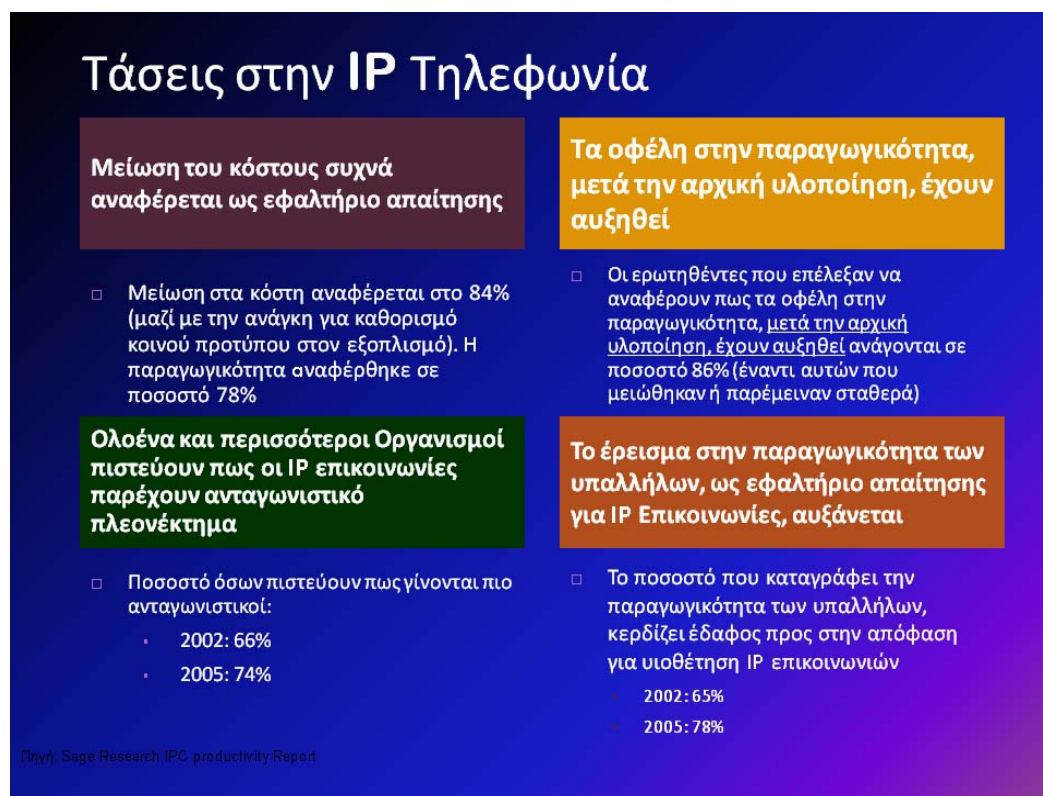 Τάσεις στην IP Τηλεφωνία
Μείωση του κόστους συχνά
αναφέρεται ως εφαλτήριο απαίτησης
□ Μείωση στα κόστη αναφέρεται στο 84%
(μαζί με την ανάγκη για καθορισμό
κοινού προτύπου στον εξοπλισμό). Η
παραγωγικότητα αναφέρθηκε σε
ποσοστό 78%
Τα οφέλη στην παραγωγικότητα,
μετά την αρχική υλοποίηση, έχουν
αυξηθεί
□ Οι ερωτηθέντες που επέλεξαν να
αναφέρουν πως τα οφέλη στην
παραγωγικότητα, μετά την αρχική
υλοποίηση, έχουν αυξηθεί ανάγονται σε
ποσοστό 86% (έναντι αυτών που
μειώθηκαν ή παρέμειναν σταθερά)
Ολοένα και περισσότεροι Οργανισμοί
πιστεύουν πως οι IP επικοινωνίες
παρέχουν ανταγωνιστικό
πλεονέκτημα
□ Ποσοστό όσων πιστεύουν πως γίνονται πιο
ανταγωνιστικοί:
▪ 2002: 66%
▪ 2005: 74%
Το έρεισμα στην παραγωγικότητα των
υπαλλήλων, ως εφαλτήριο απαίτησης
για IP Επικοινωνίες, αυξάνεται
□ Το ποσοστό που καταγράφει την
παραγωγικότητα των υπαλλήλων,
κερδίζει έδαφος προς στην απόφαση
για υιοθέτηση IP επικοινωνιών
▪ 2002: 65%
▪ 2005: 78%
Πηγή: Sage Research IPC productivity Report